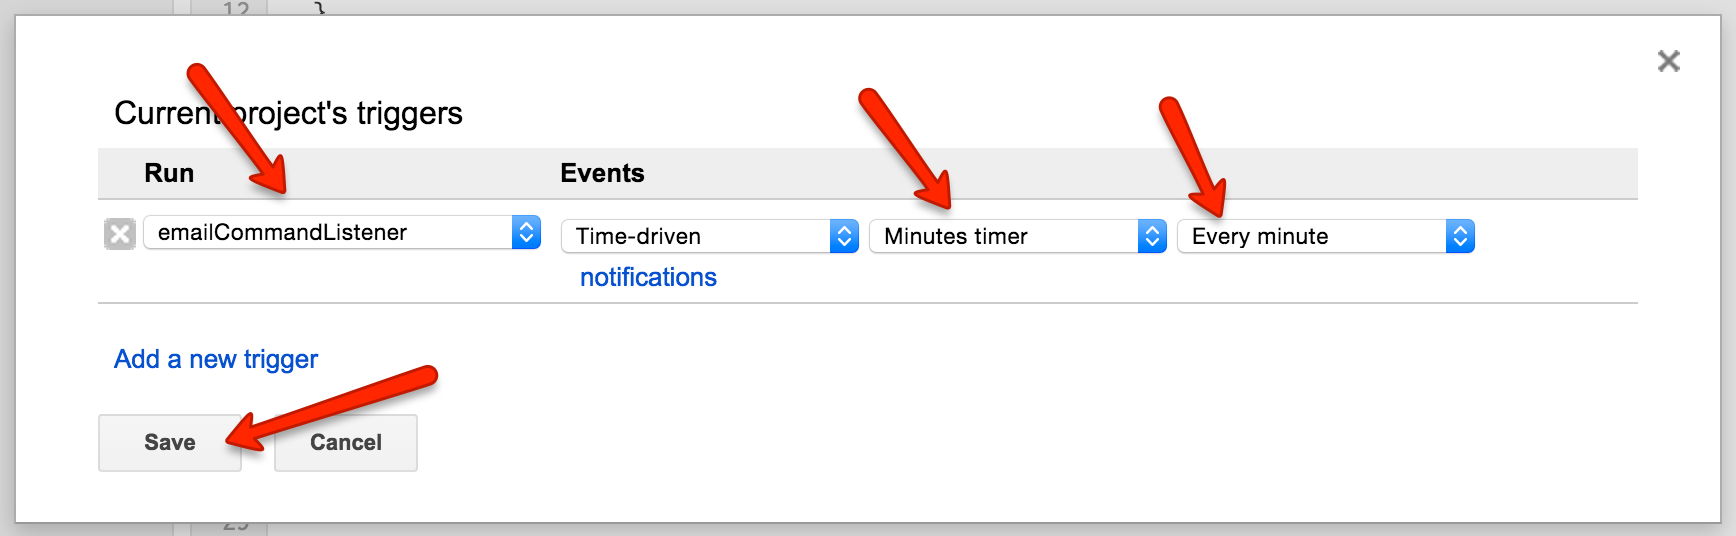 12 }
Current project's triggers
Run Events
emailCommandListener Time-driven Minutes timer Every minute
notifications
Add a new trigger
Save Cancel
29